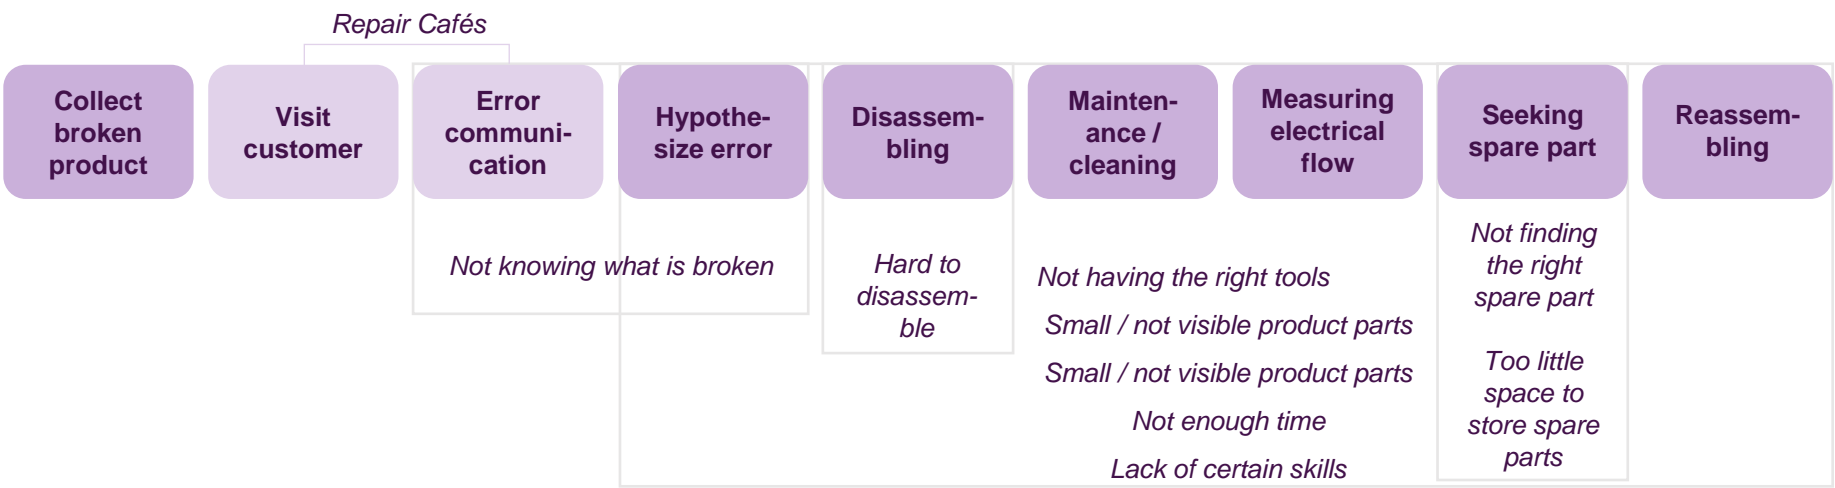 Repair Cafés
Collect
broken
product
Visit
customer
Error
communi-
cation
Hypothe-
size error
Disassem-
bling
Mainten-
ance /
cleaning
Measuring
electrical
flow
Seeking
spare part
Reassem-
bling
Not knowing what is broken
Hard to
disassem-
ble
Not having the right tools
Small / not visible product parts
Small / not visible product parts
Not enough time
Lack of certain skills
Not finding
the right
spare part
Too little
space to
store spare
parts